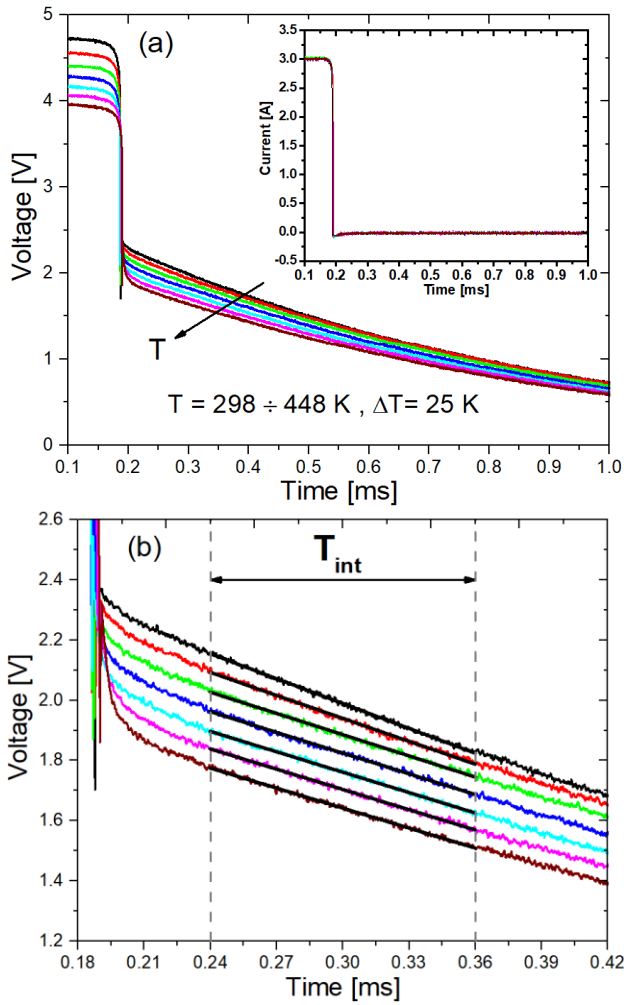 (a)
Voltage [V]
5
4
3
2
1
0
0.1 0.2 0.3 0.4 0.5 0.6 0.7 0.8 0.9 1.0
Time [ms]
T
T = 298 ÷ 448 K , ΔT= 25 K
Current [A]
3.5
3.0
2.5
2.0
1.5
1.0
0.5
0.0
-0.5
0.1 0.2 0.3 0.4 0.5 0.6 0.7 0.8 0.9 1
Time [ms]
(b)
T_int
Voltage [V]
2.6
2.4
2.2
2.0
1.8
1.6
1.4
1.2
0.18 0.21 0.24 0.27 0.30 0.33 0.36 0.39 0.42
Time [ms]